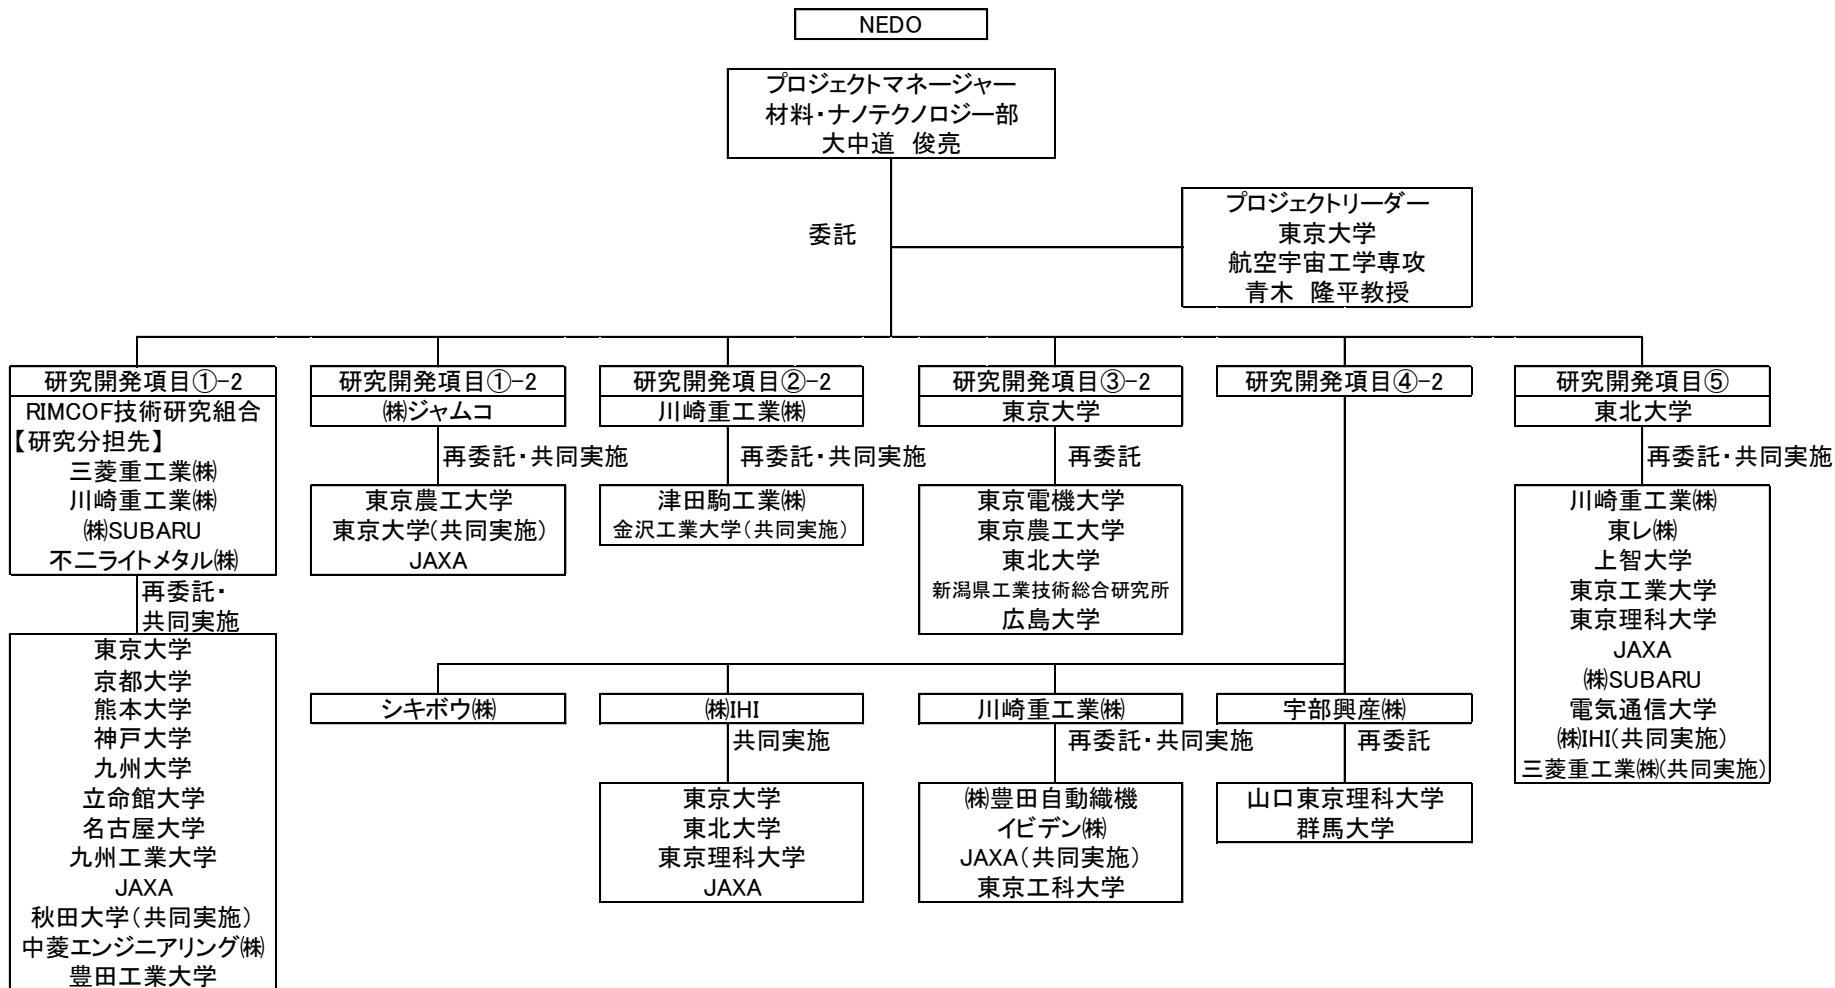 NEDO
プロジェクトマネージャー
材料・ナノテクノロジー部
大中道 俊亮
委託
プロジェクトリーダー
東京大学
航空宇宙工学専攻
青木 隆平教授
研究開発項目①-2
RIMCOF技術研究組合
【研究分担先】
三菱重工業㈱
川崎重工業㈱
㈱SUBARU
不二ライトメタル㈱
再委託・
共同実施
東京大学
京都大学
熊本大学
神戸大学
九州大学
立命館大学
名古屋大学
九州工業大学
JAXA
秋田大学(共同実施)
中菱エンジニアリング㈱
豊田工業大学
研究開発項目①-2
㈱ジャムコ
再委託・共同実施
東京農工大学
東京大学(共同実施)
JAXA
研究開発項目②-2
川崎重工業㈱
再委託・共同実施
津田駒工業㈱
金沢工業大学(共同実施)
研究開発項目③-2
東京大学
再委託
東京電機大学
東京農工大学
東北大学
新潟県工業技術総合研究所
広島大学
研究開発項目④-2
シキボウ㈱
㈱IHI
共同実施
東京大学
東北大学
東京理科大学
JAXA
川崎重工業㈱
再委託・共同実施
㈱豊田自動織機
イビデン㈱
JAXA(共同実施)
東京工科大学
宇部興産㈱
再委託
山口東京理科大学
群馬大学
研究開発項目⑤
東北大学
再委託・共同実施
川崎重工業㈱
東レ㈱
上智大学
東京工業大学
東京理科大学
JAXA
㈱SUBARU
電気通信大学
㈱IHI(共同実施)
三菱重工業㈱(共同実施)